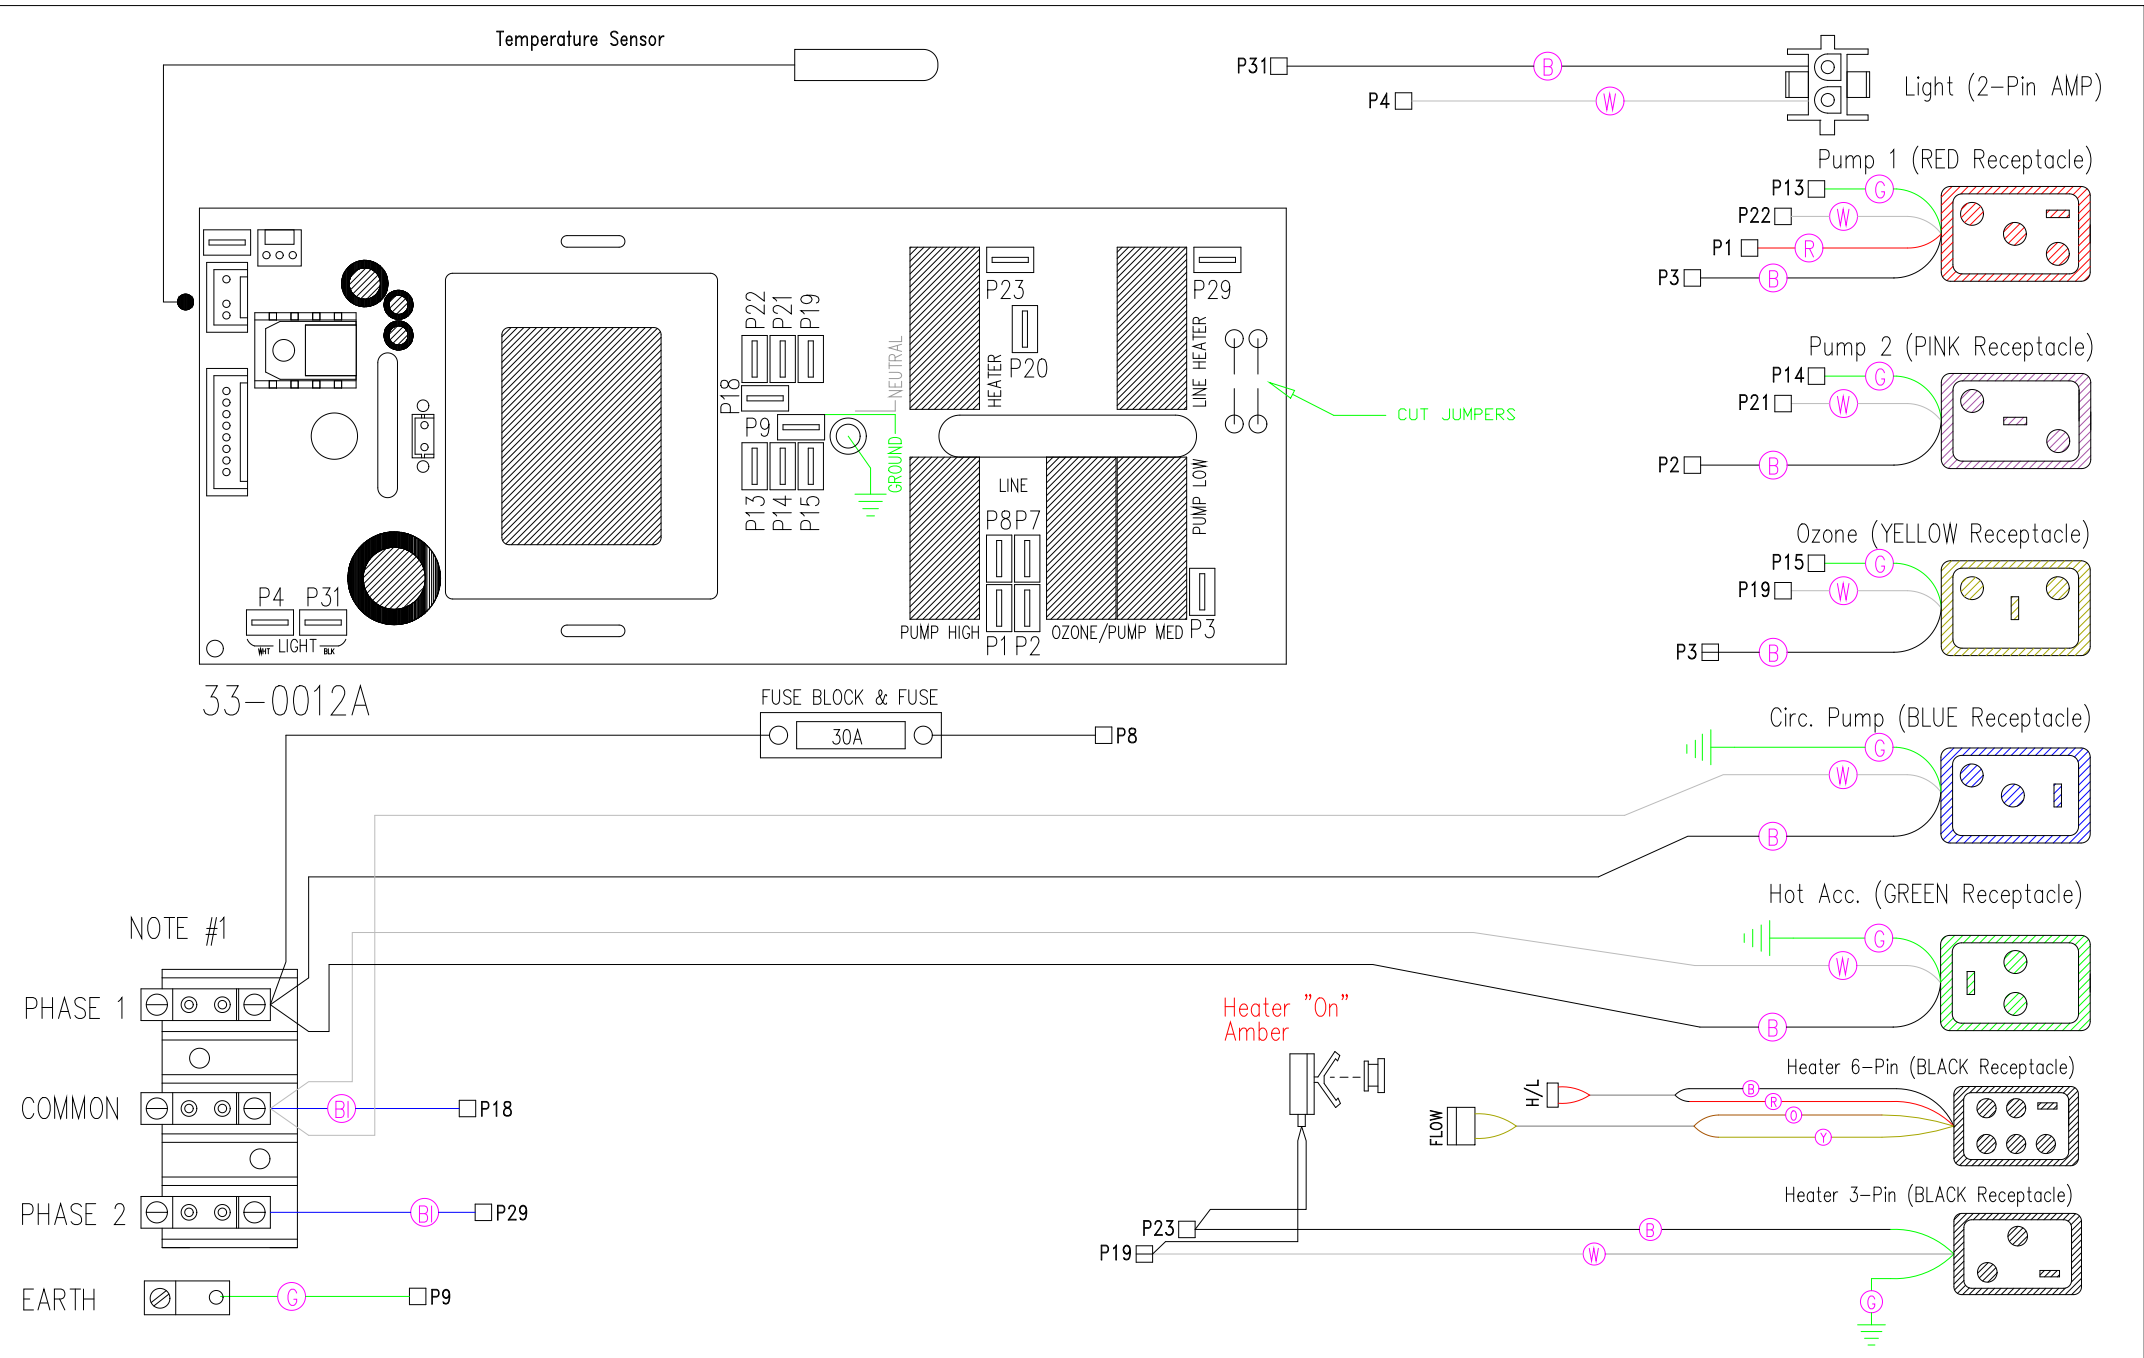 Temperature Sensor
P31
B
P4
W
Light (2-Pin AMP)
Pump 1 (RED Receptacle)
P13
G
P22
W
P1
R
P3
B
Pump 2 (PINK Receptacle)
P14
G
P21
W
P2
B
Ozone (YELLOW Receptacle)
P15
G
P19
W
P3
B
P22
P21
P19
P18
P9
P13
P14
P15
NEUTRAL
GROUND
P23
P20
HEATER
P29
LINE HEATER
CUT JUMPERS
LINE
P8
P7
PUMP LOW
PUMP HIGH
P1
P2
OZONE/PUMP MED
P3
P4
P31
WHT
LIGHT
BLK
33-0012A
FUSE BLOCK & FUSE
30A
P8
Circ. Pump (BLUE Receptacle)
G
W
B
Hot Acc. (GREEN Receptacle)
G
W
B
NOTE #1
PHASE 1
COMMON
Bl
P18
PHASE 2
Bl
P29
EARTH
G
P9
Heater "On"
Amber
Heater 6-Pin (BLACK Receptacle)
H/L
B
R
FLOW
O
Y
Heater 3-Pin (BLACK Receptacle)
P23
B
P19
W
G